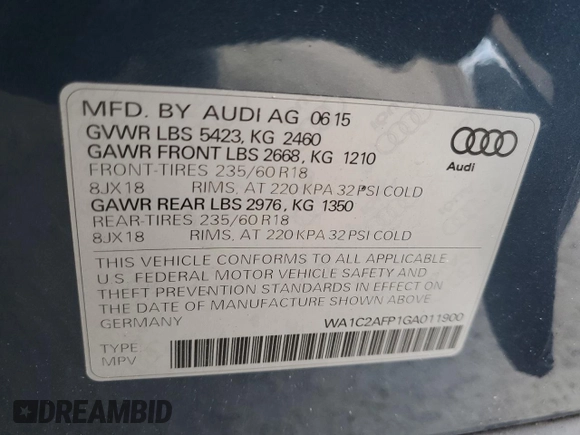 MFD. BY AUDI AG 06 15
GVWR LBS 5423, KG 2460
GAWR FRONT LBS 2668, KG 1210
FRONT-TIRES 235/60 R18
8JX18 RIMS, AT 220 KPA 32 PSI COLD
GAWR REAR LBS 2976, KG 1350
REAR-TIRES 235/60 R18
8JX18 RIMS, AT 220 KPA 32 PSI COLD
Audi
THIS VEHICLE CONFORMS TO ALL APPLICABLE
U. S. FEDERAL MOTOR VEHICLE SAFETY AND
THEFT PREVENTION STANDARDS IN EFFECT ON
THE DATE OF MANUFACTURE SHOWN ABOVE.
GERMANY
WA1C2AFP1GA011900
TYPE
MPV
DREAMBID